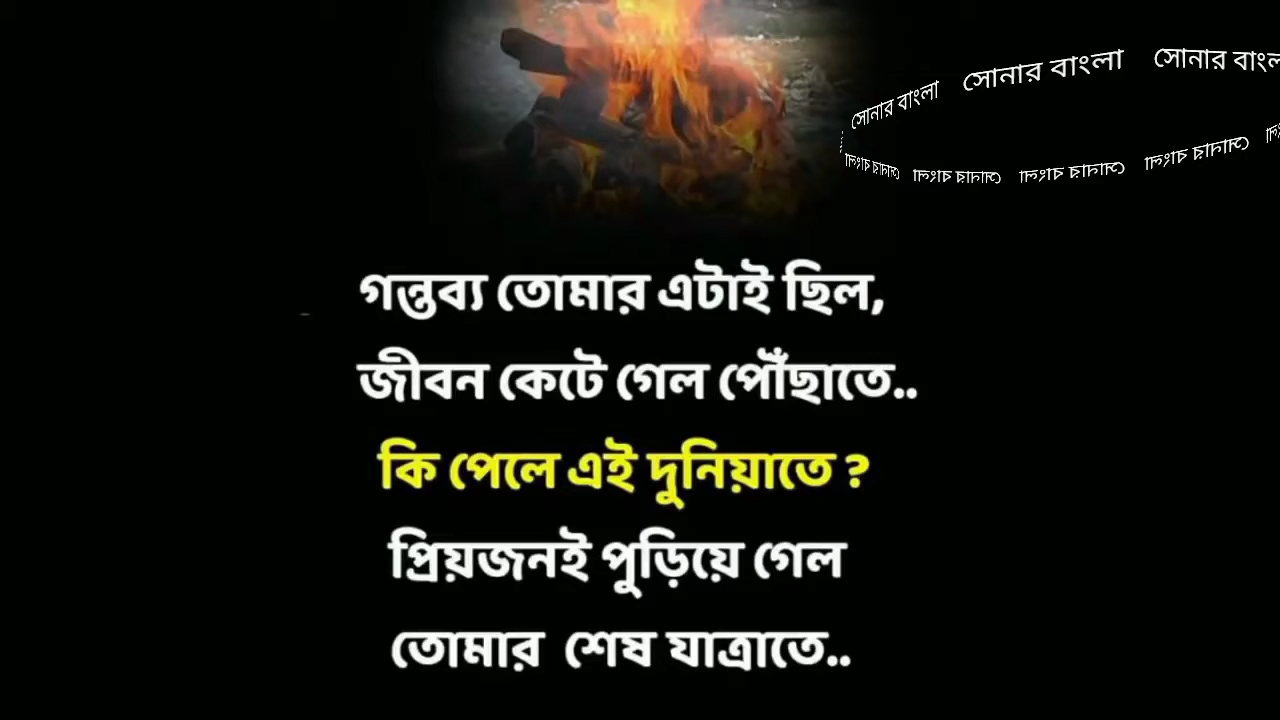 সোনার বাংলা সোনার বাংলা সোনার বাংল
সোনার বাংলা সোনার বাংলা সোনার বাংলা সোনার বাংলা
গন্তব্য তোমার এটাই ছিল,
জীবন কেটে গেল পৌঁছাতে..
কি পেলে এই দুনিয়াতে ?
প্রিয়জনই পুড়িয়ে গেল
তোমার শেষ যাত্রাতে..